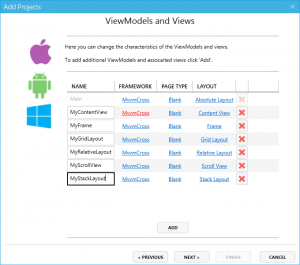 Add Projects
ViewModels and Views
Here you can change the characteristics of the ViewModels and views.
To add additional ViewModels and assocaited views click 'Add'.
NAME FRAMEWORK PAGE TYPE LAYOUT
Main MvvmCross Blank Absolute Layout
MyContentView MvvmCross Blank Content View
MyFrame MvvmCross Blank Frame
MyGridLayout MvvmCross Blank Grid Layout
MyRelativeLayout MvvmCross Blank Relative Layout
MyScrollView MvvmCross Blank Scroll View
MyStackLayout MvvmCross Blank Stack Layout
ADD
< PREVIOUS NEXT > FINISH CANCEL